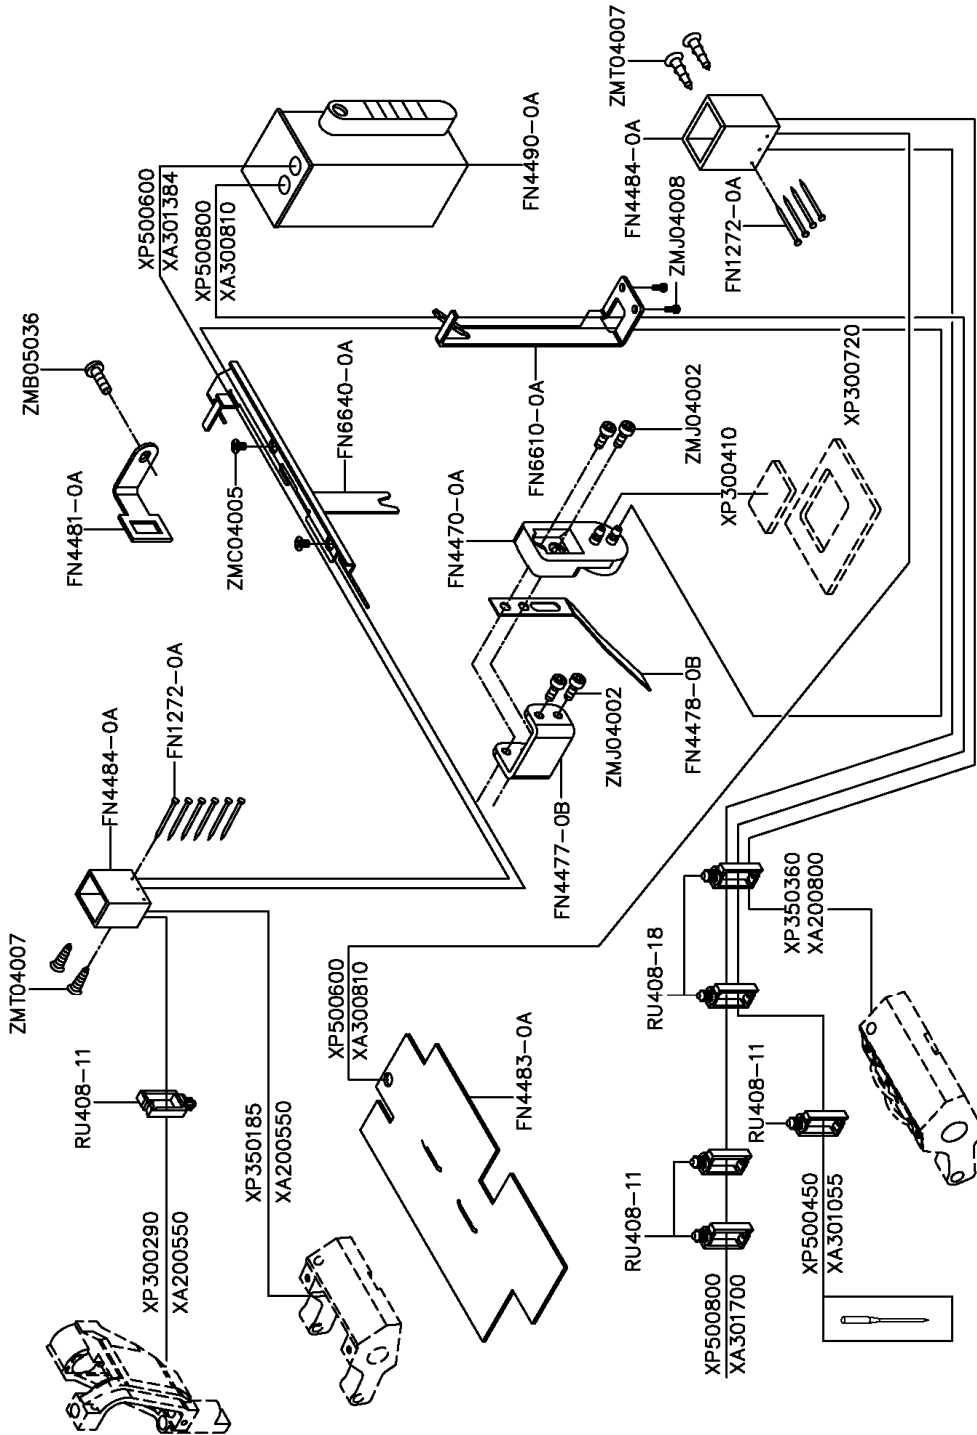 ZMT04007
FN4484-0A
FN1272-0A
RU408-11
XP300290
XA200550
XP350185
XA200550
FN4481-0A
ZMB05036
ZMC04005
FN6640-0A
XP500600
XA301384
XP500800
XA300810
FN4490-0A
FN4470-0A
FN6610-0A
ZMJ04002
ZMJ04008
ZMT04007
FN4484-0A
FN1272-0A
XP300410
XP300720
FN4478-0B
ZMJ04002
FN4477-0B
XP500600
XA300810
FN4483-0A
RU408-18
XP350360
XA200800
RU408-11
RU408-11
XP500450
XA301055
XP500800
XA301700